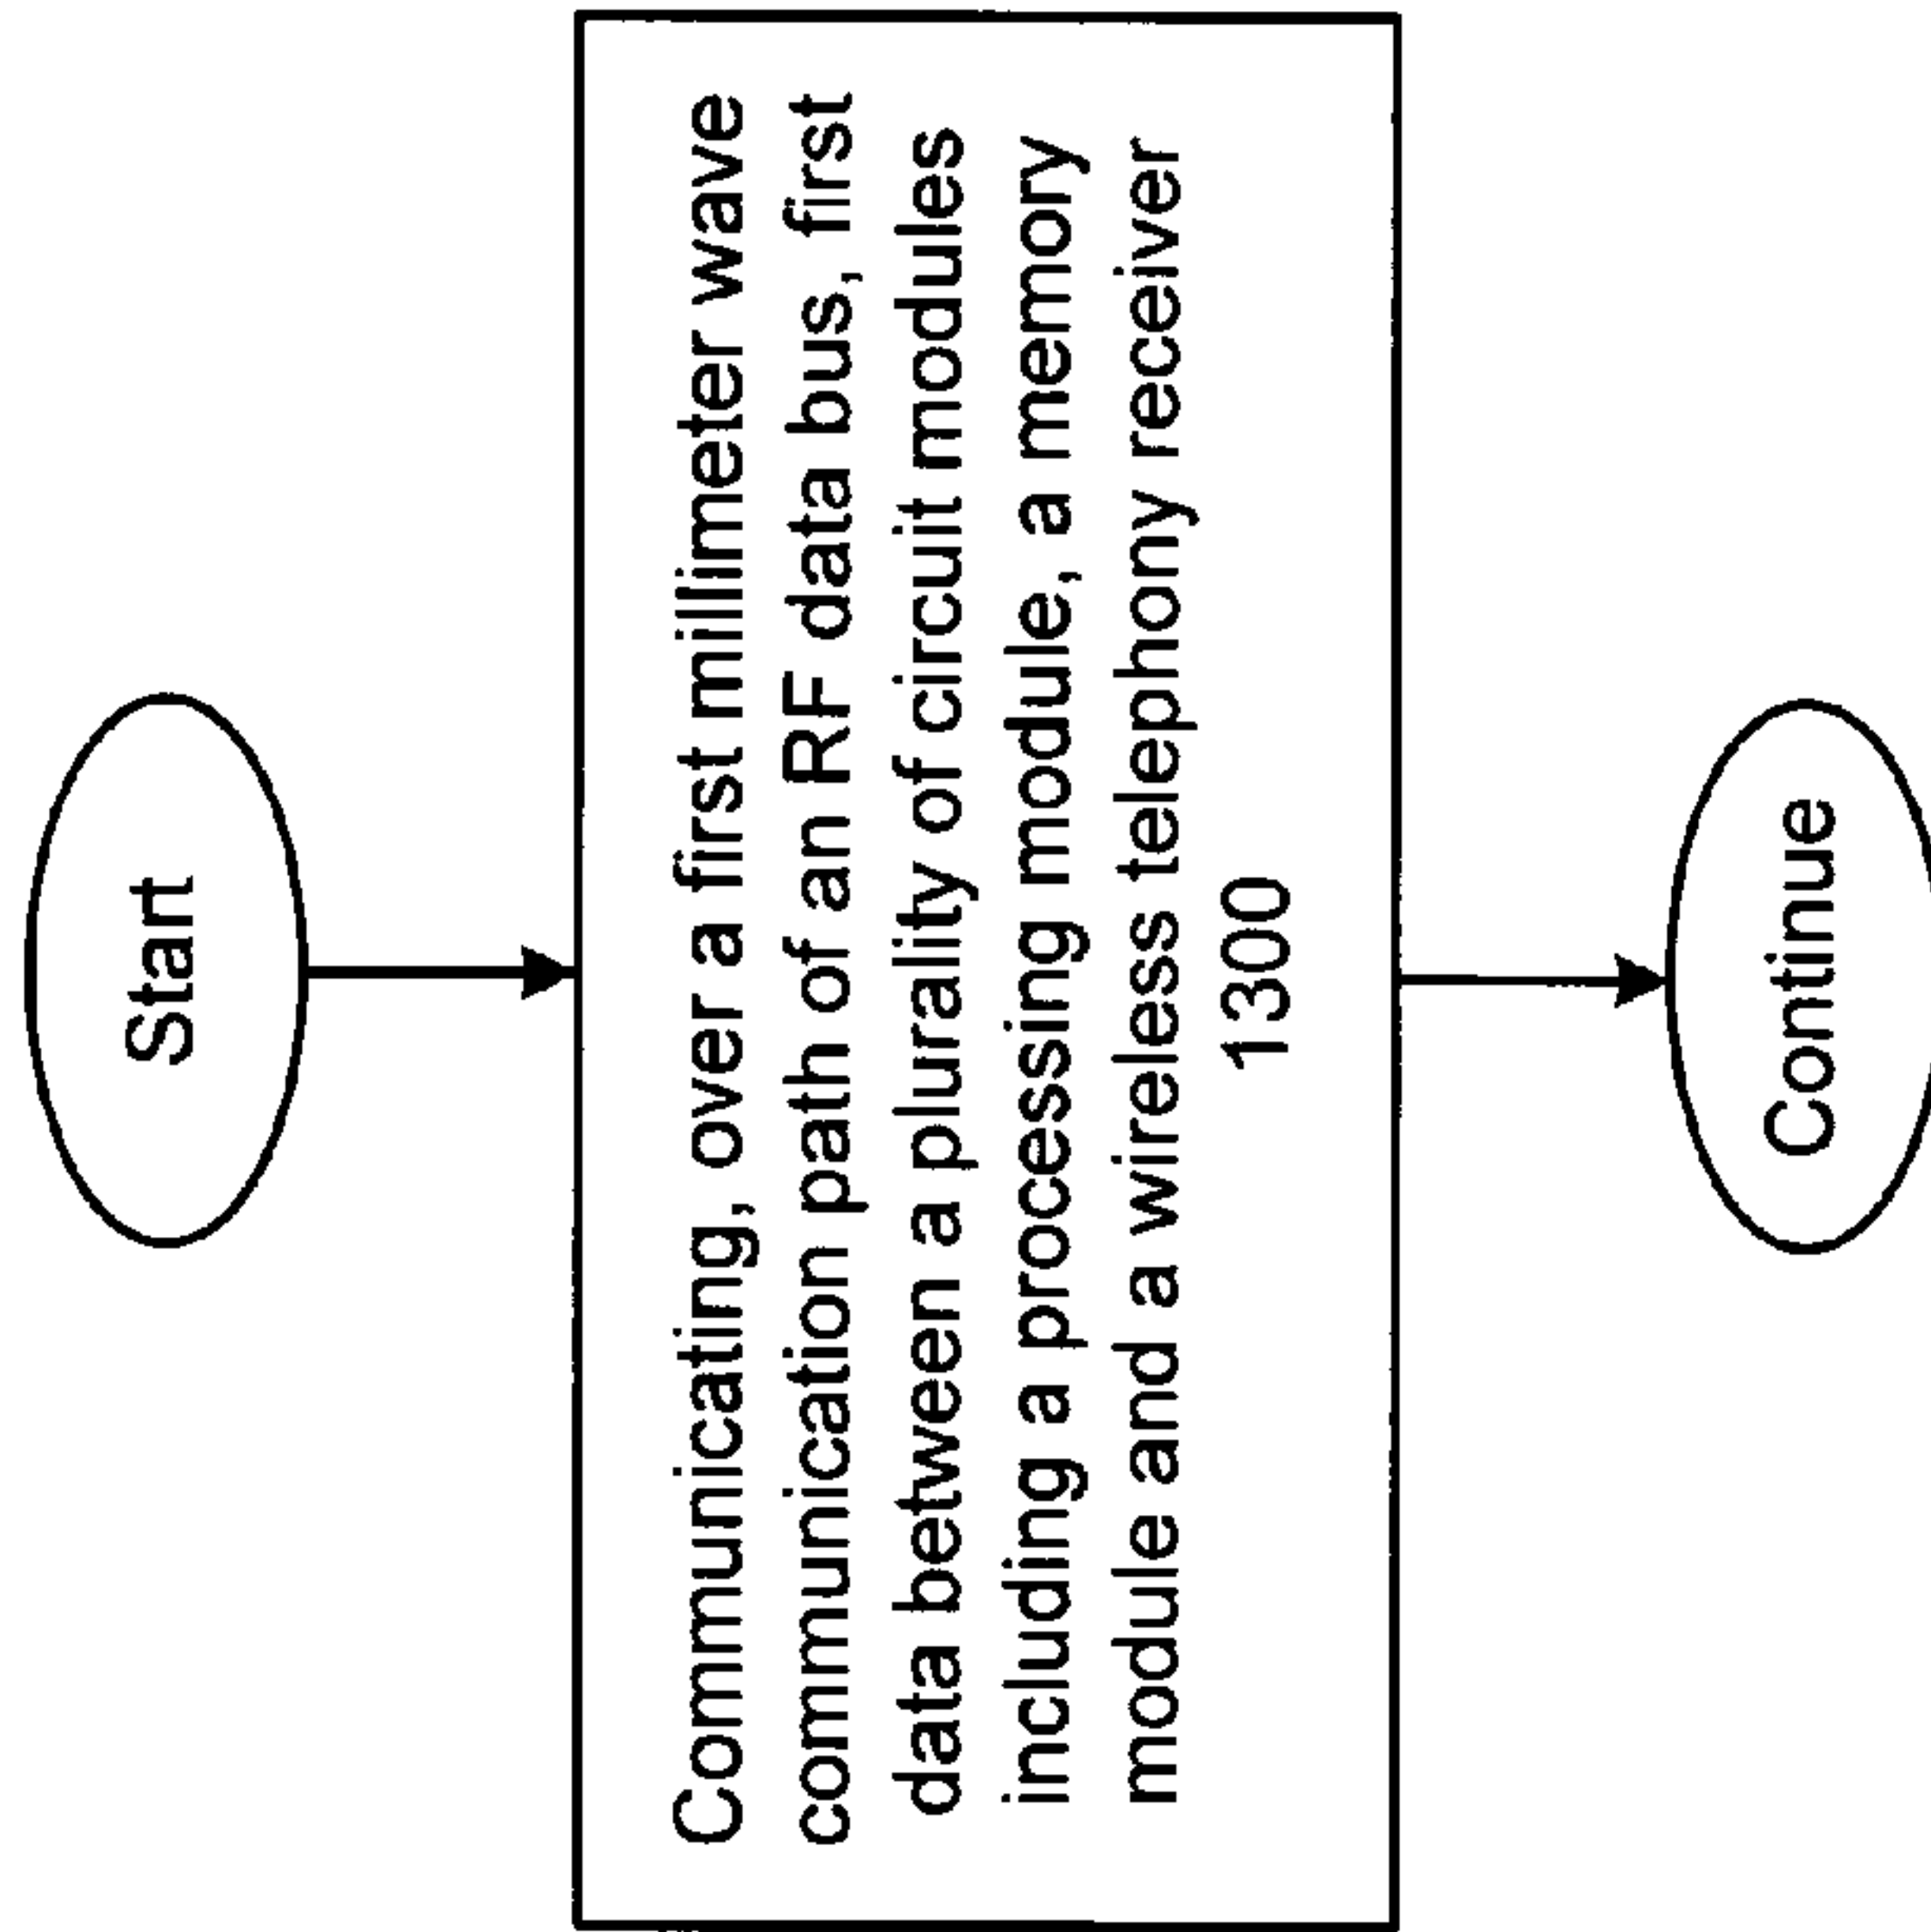 Start
Communicating, over a first millimeter wave
communication path of an RF data bus, first
data between a plurality of circuit modules
including a processing module, a memory
module and a wireless telephony receiver
1300
Continue